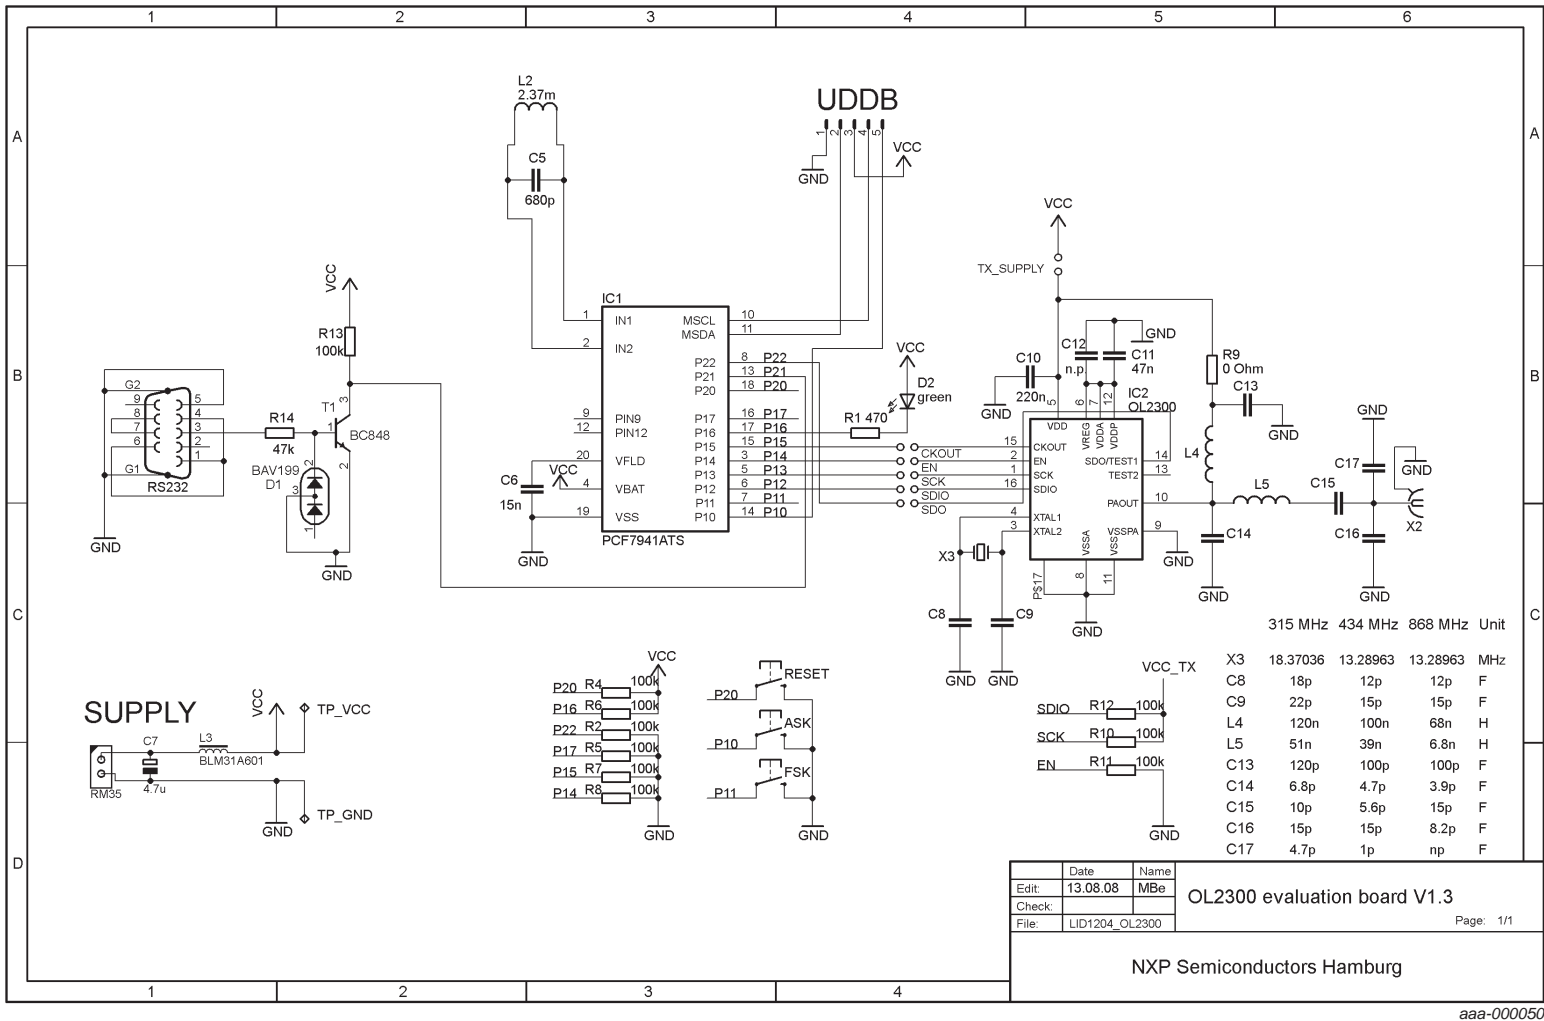 1 2 3 4 5 6
A
B
C
D
A
B
C
L2
2.37m
C5
680p
UDDB
1 2 3 4 5
GND
VCC
VCC
TX_SUPPLY
VCC
R13
100k
G2
9 5
8 4
7 3
6 2
1
G1
RS232
GND
R14
47k
T1
3
1
2
BC848
BAV199
D1
2
3
1
GND
IC1
1 IN1
2 IN2
9 PIN9
12 PIN12
20 VFLD
4 VBAT
19 VSS
MSCL 10
MSDA 11
P22 8 P22
P21 13 P21
P20 18 P20
P17 16 P17
P16 17 P16
P15 15 P15
P14 3 P14
P13 5 P13
P12 6 P12
P11 7 P11
P10 14 P10
PCF7941ATS
VCC
C6
15n
GND
VCC
D2
green
R1 470
CKOUT
EN
SCK
SDIO
SDO
C10
220n
GND
C12
n.p.
C11
47n
GND
IC2
OL2300
5 6 7 12
VDD VREG VDDA VDDP
15 CKOUT
2 EN
1 SCK
16 SDIO
4 XTAL1
3 XTAL2
SDO/TEST1 14
TEST2 13
PAOUT 10
VSSPA 9
VSSA VSS
P$17 8 11
GND
GND
X3
C8
C9
GND
GND
R9
0 Ohm
C13
GND
L4
L5
C14
GND
C15
GND
C17
C16
GND
GND
X2
SUPPLY
RM35
C7
4.7u
L3
BLM31A601
VCC
TP_VCC
TP_GND
GND
VCC
P20 R4 100k
P16 R6 100k
P22 R2 100k
P17 R5 100k
P15 R7 100k
P14 R8 100k
GND
P20 RESET
P10 ASK
P11 FSK
GND
VCC_TX
SDIO R12 100k
SCK R10 100k
EN R11 100k
GND
315 MHz 434 MHz 868 MHz Unit
X3 18.37036 13.28963 13.28963 MHz
C8 18p 12p 12p F
C9 22p 15p 15p F
L4 120n 100n 68n H
L5 51n 39n 6.8n H
C13 120p 100p 100p F
C14 6.8p 4.7p 3.9p F
C15 10p 5.6p 15p F
C16 15p 15p 8.2p F
C17 4.7p 1p np F
Date Name
Edit: 13.08.08 MBe
Check:
File: LID1204_OL2300
OL2300 evaluation board V1.3
Page: 1/1
NXP Semiconductors Hamburg
1 2 3 4
aaa-000050